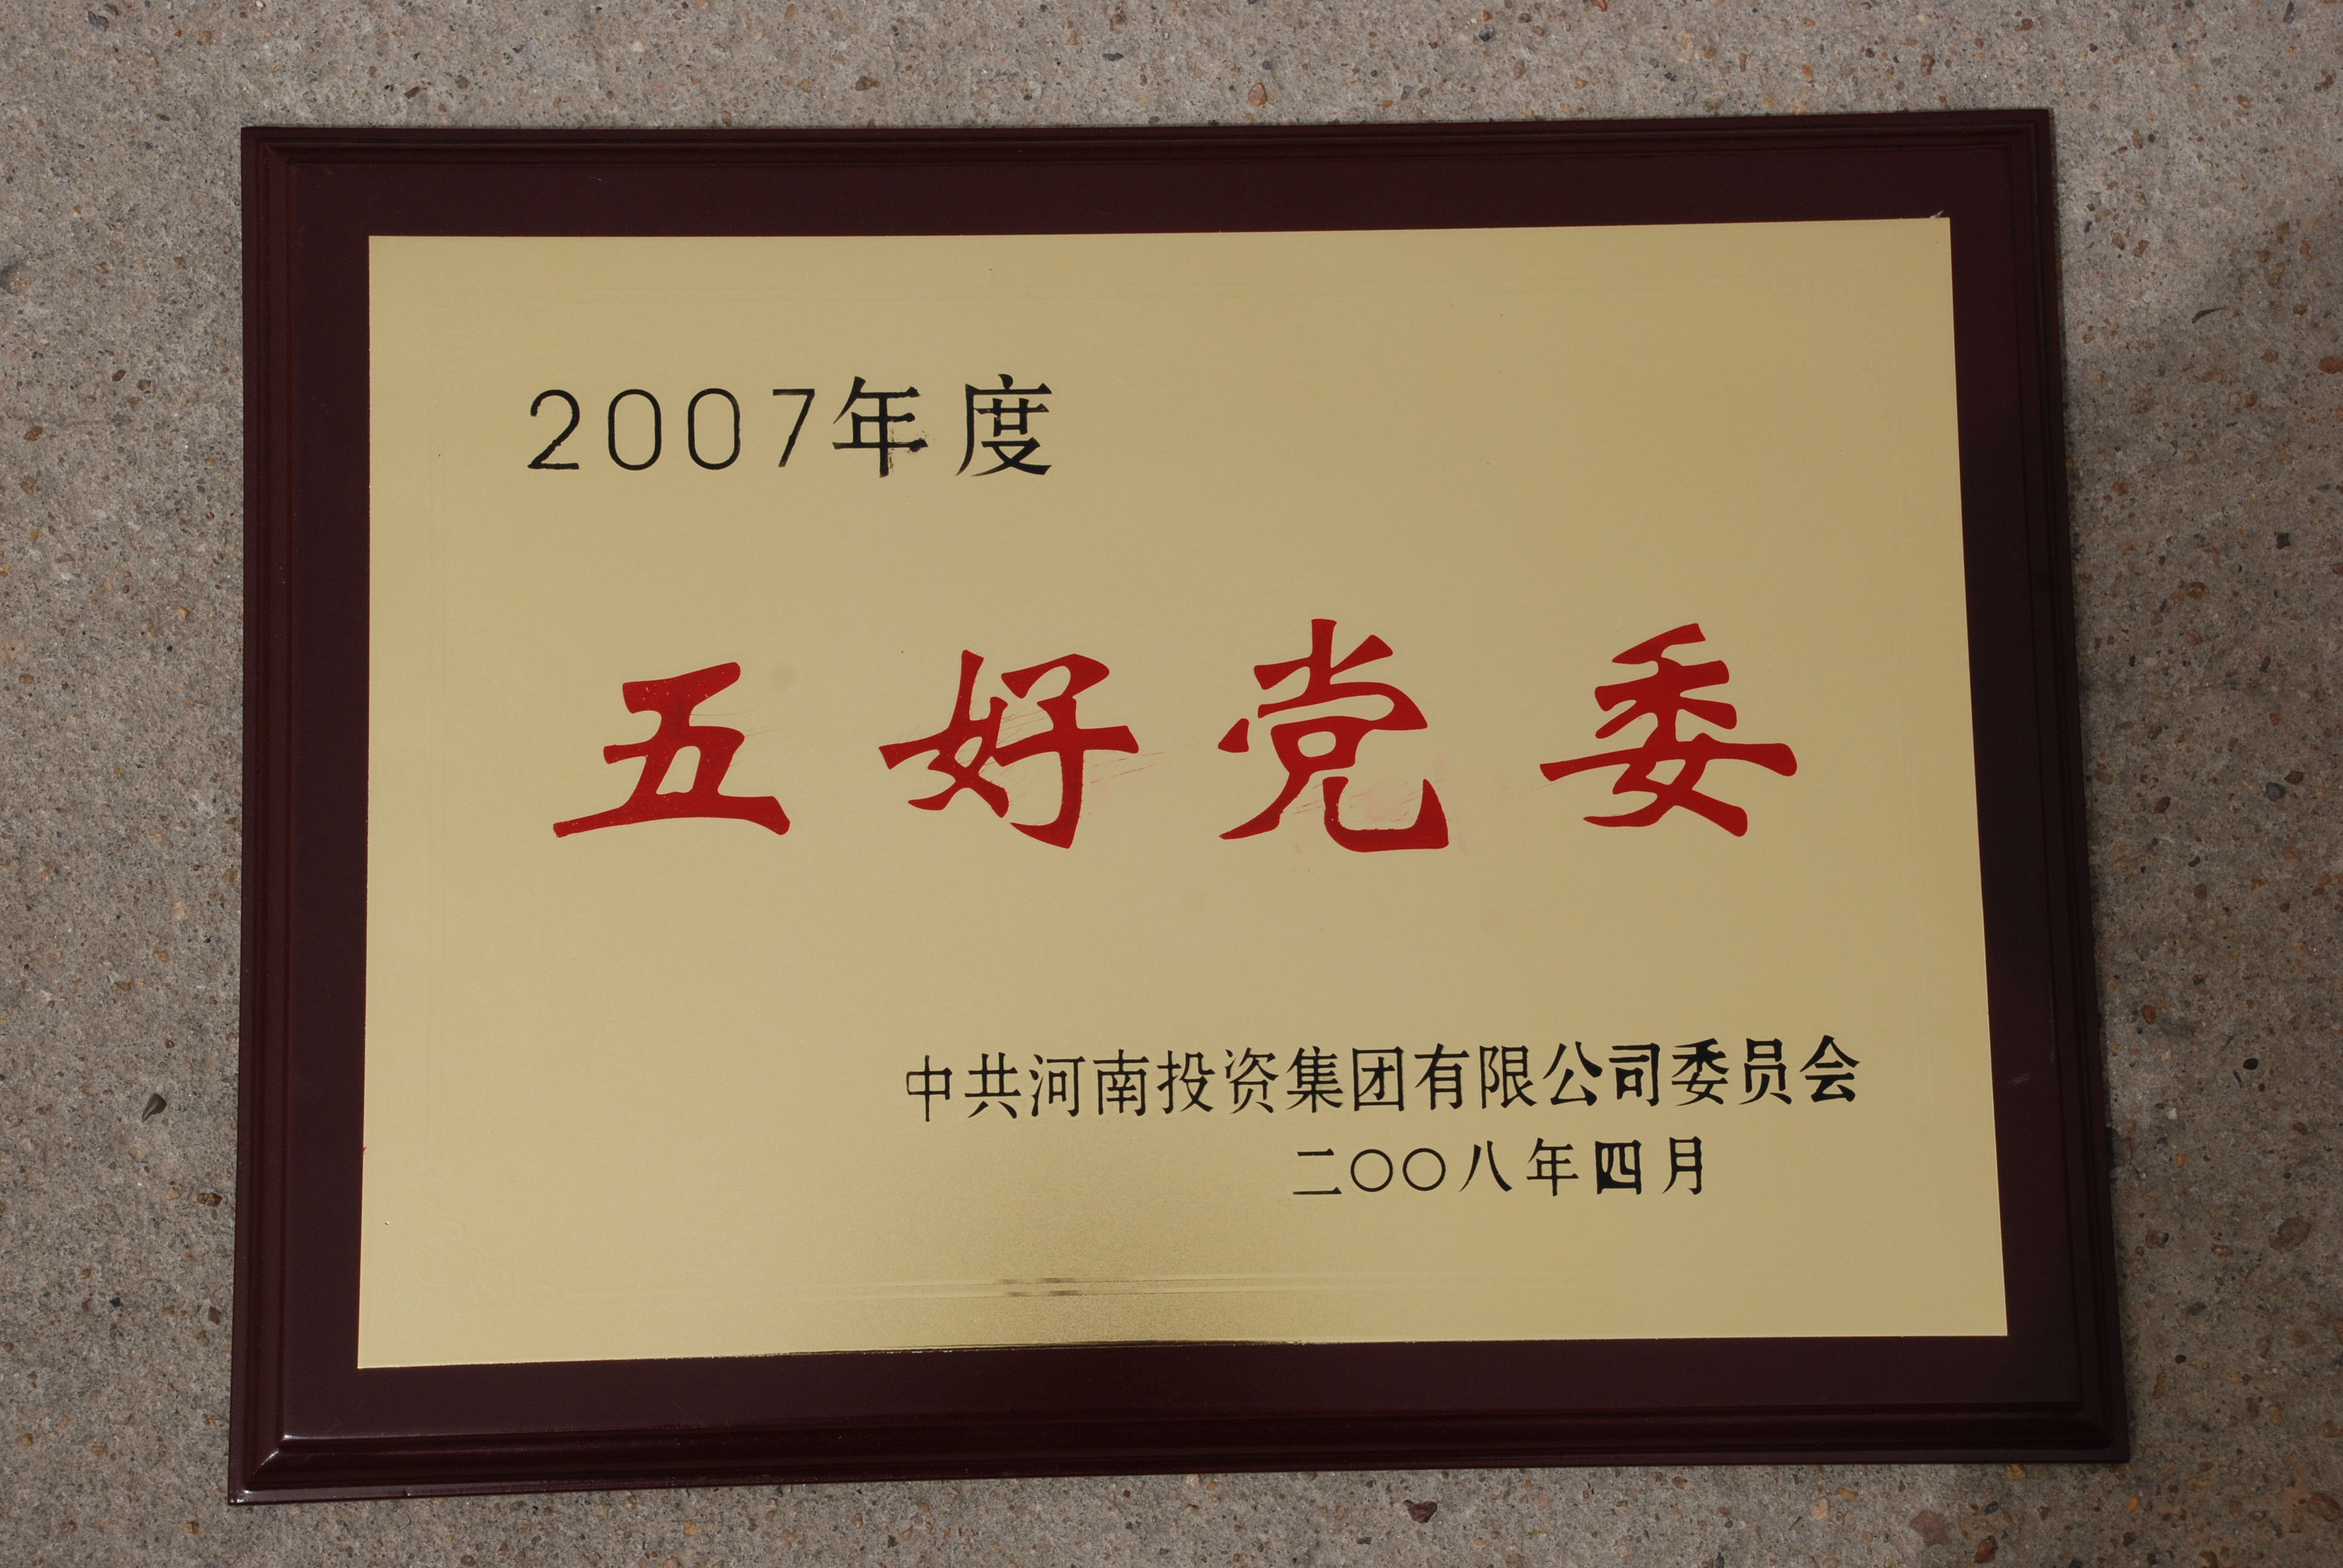 2007年度
五好党委
中共河南投资集团有限公司委员会
二〇〇八年四月